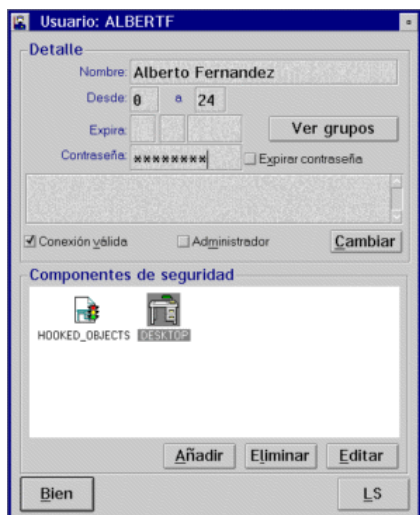 Usuario: ALBERTF
Detalle
Nombre: Alberto Fernandez
Desde: 0 a 24
Expira: Ver grupos
Contraseña: ******** Expirar contraseña
Conexión válida Administrador Cambiar
Componentes de seguridad
HOOKED_OBJECTS DESKTOP
Añadir Eliminar Editar
Bien LS